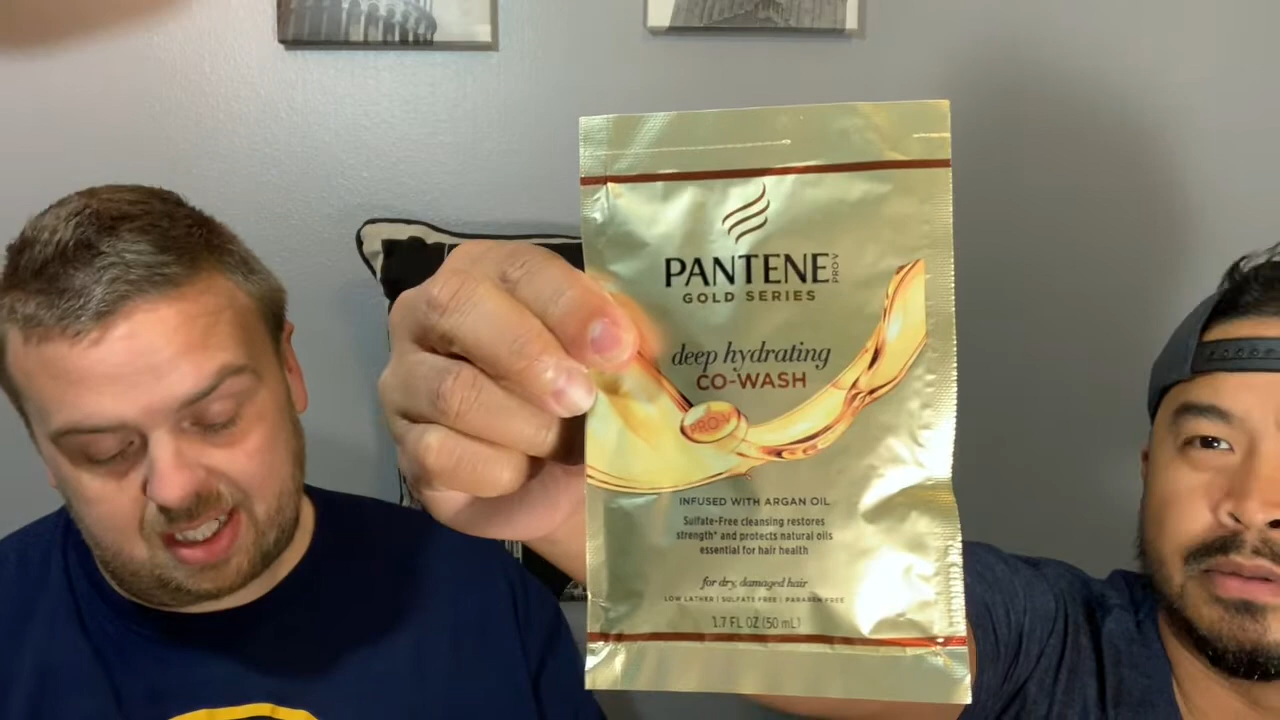 PANTENE PRO-V
GOLD SERIES
deep hydrating
CO-WASH
PRO-V
INFUSED WITH ARGAN OIL
Sulfate-Free cleansing restores
strength* and protects natural oils
essential for hair health
for dry, damaged hair
LOW LATHER | SULFATE FREE | PARABEN FREE
1.7 FL OZ (50 mL)